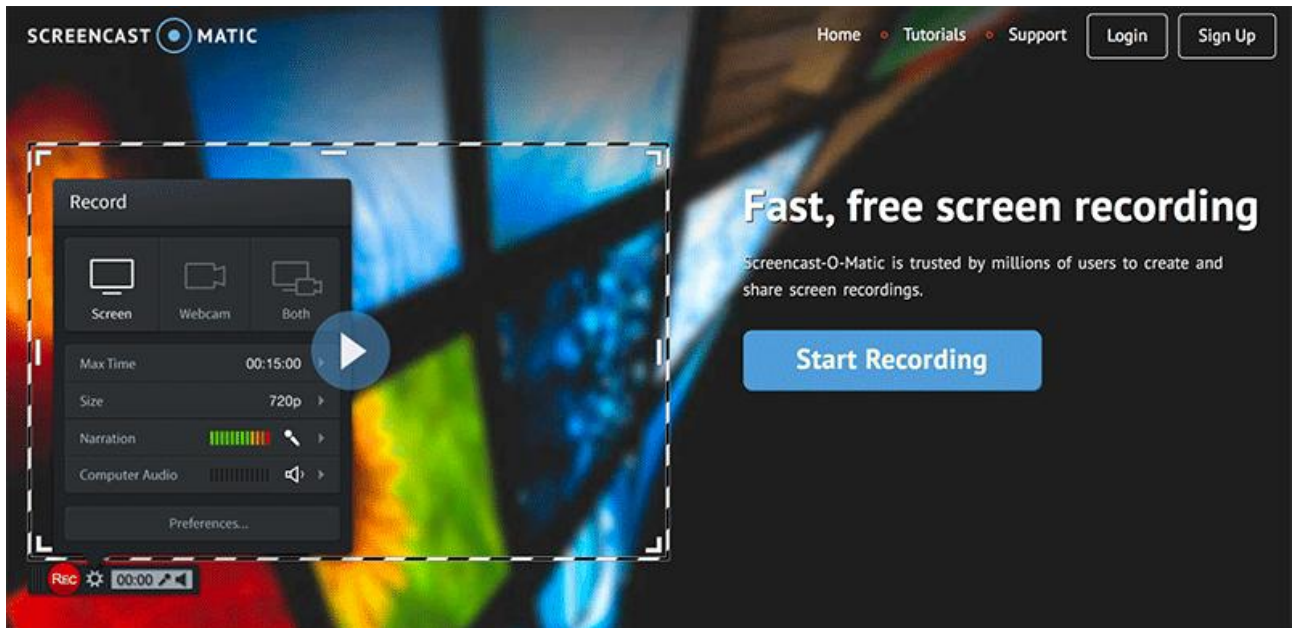 SCREENCAST MATIC
Home Tutorials Support Login Sign Up
Record
Screen Webcam Both
Max Time 00:15:00
Size 720p
Narration
Computer Audio
Preferences...
REC 00:00
Fast, free screen recording
Screencast-O-Matic is trusted by millions of users to create and
share screen recordings.
Start Recording